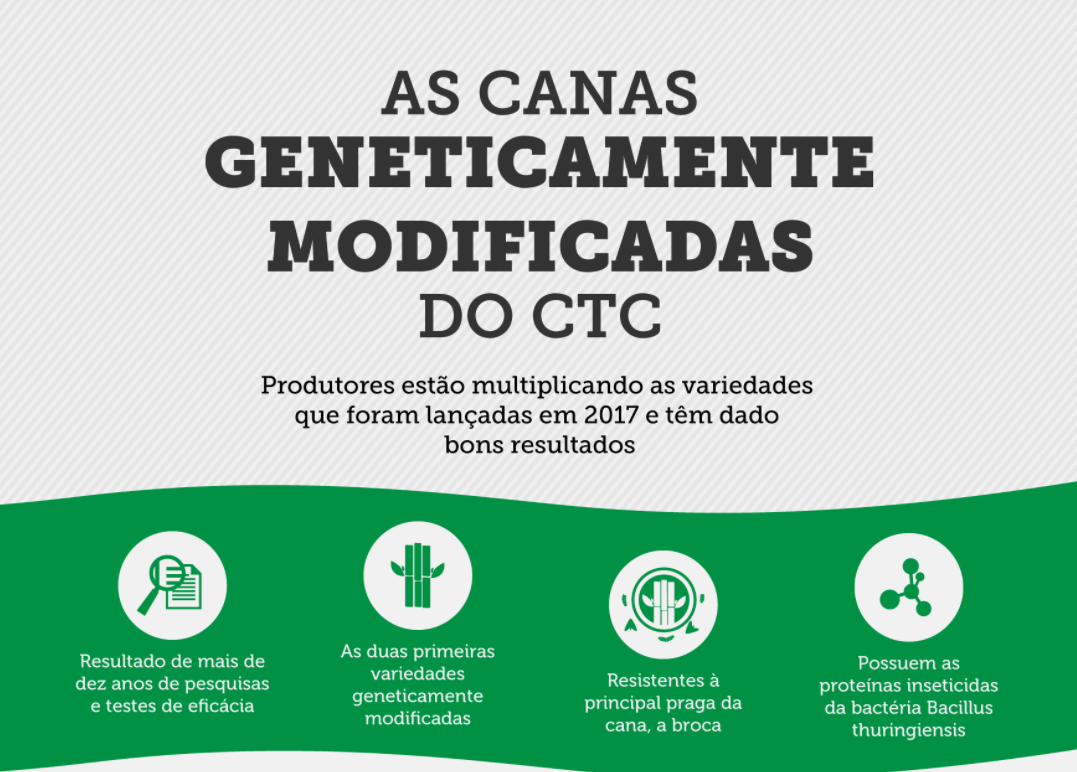 AS CANAS
GENETICAMENTE
MODIFICADAS
DO CTC
Produtores estão multiplicando as variedades
que foram lançadas em 2017 e têm dado
bons resultados
Resultado de mais de
dez anos de pesquisas
e testes de eficácia
As duas primeiras
variedades
geneticamente
modificadas
Resistentes à
principal praga da
cana, a broca
Possuem as
proteínas inseticidas
da bactéria Bacillus
thuringiensis